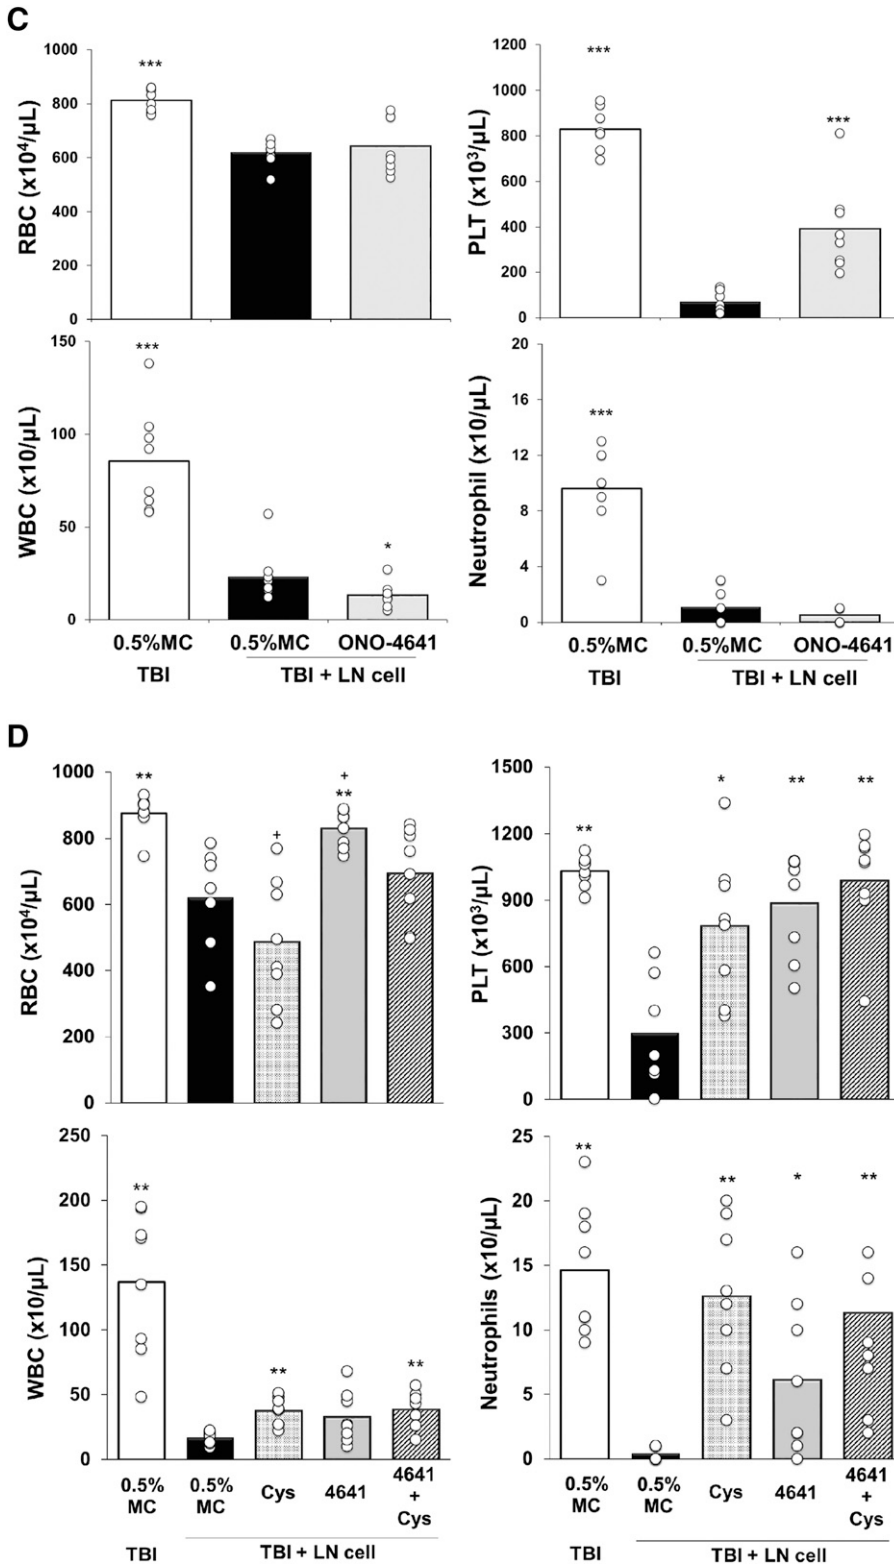 C
RBC (x10⁴/µL)
1000
800
600
400
200
0
***
PLT (x10³/µL)
1200
1000
800
600
400
200
0
***
***
WBC (x10/µL)
150
100
50
0
***
*
0.5%MC 0.5%MC ONO-4641
TBI TBI + LN cell
Neutrophil (x10/µL)
20
16
12
8
4
0
***
0.5%MC 0.5%MC ONO-4641
TBI TBI + LN cell
D
RBC (x10⁴/µL)
1000
800
600
400
200
0
**
+
+
**
PLT (x10³/µL)
1500
1200
900
600
300
0
**
*
**
**
WBC (x10/µL)
250
200
150
100
50
0
**
**
**
0.5% MC
0.5% MC
Cys
4641
4641 + Cys
TBI TBI + LN cell
Neutrophils (x10/µL)
25
20
15
10
5
0
**
**
*
**
0.5% MC
0.5% MC
Cys
4641
4641 + Cys
TBI TBI + LN cell